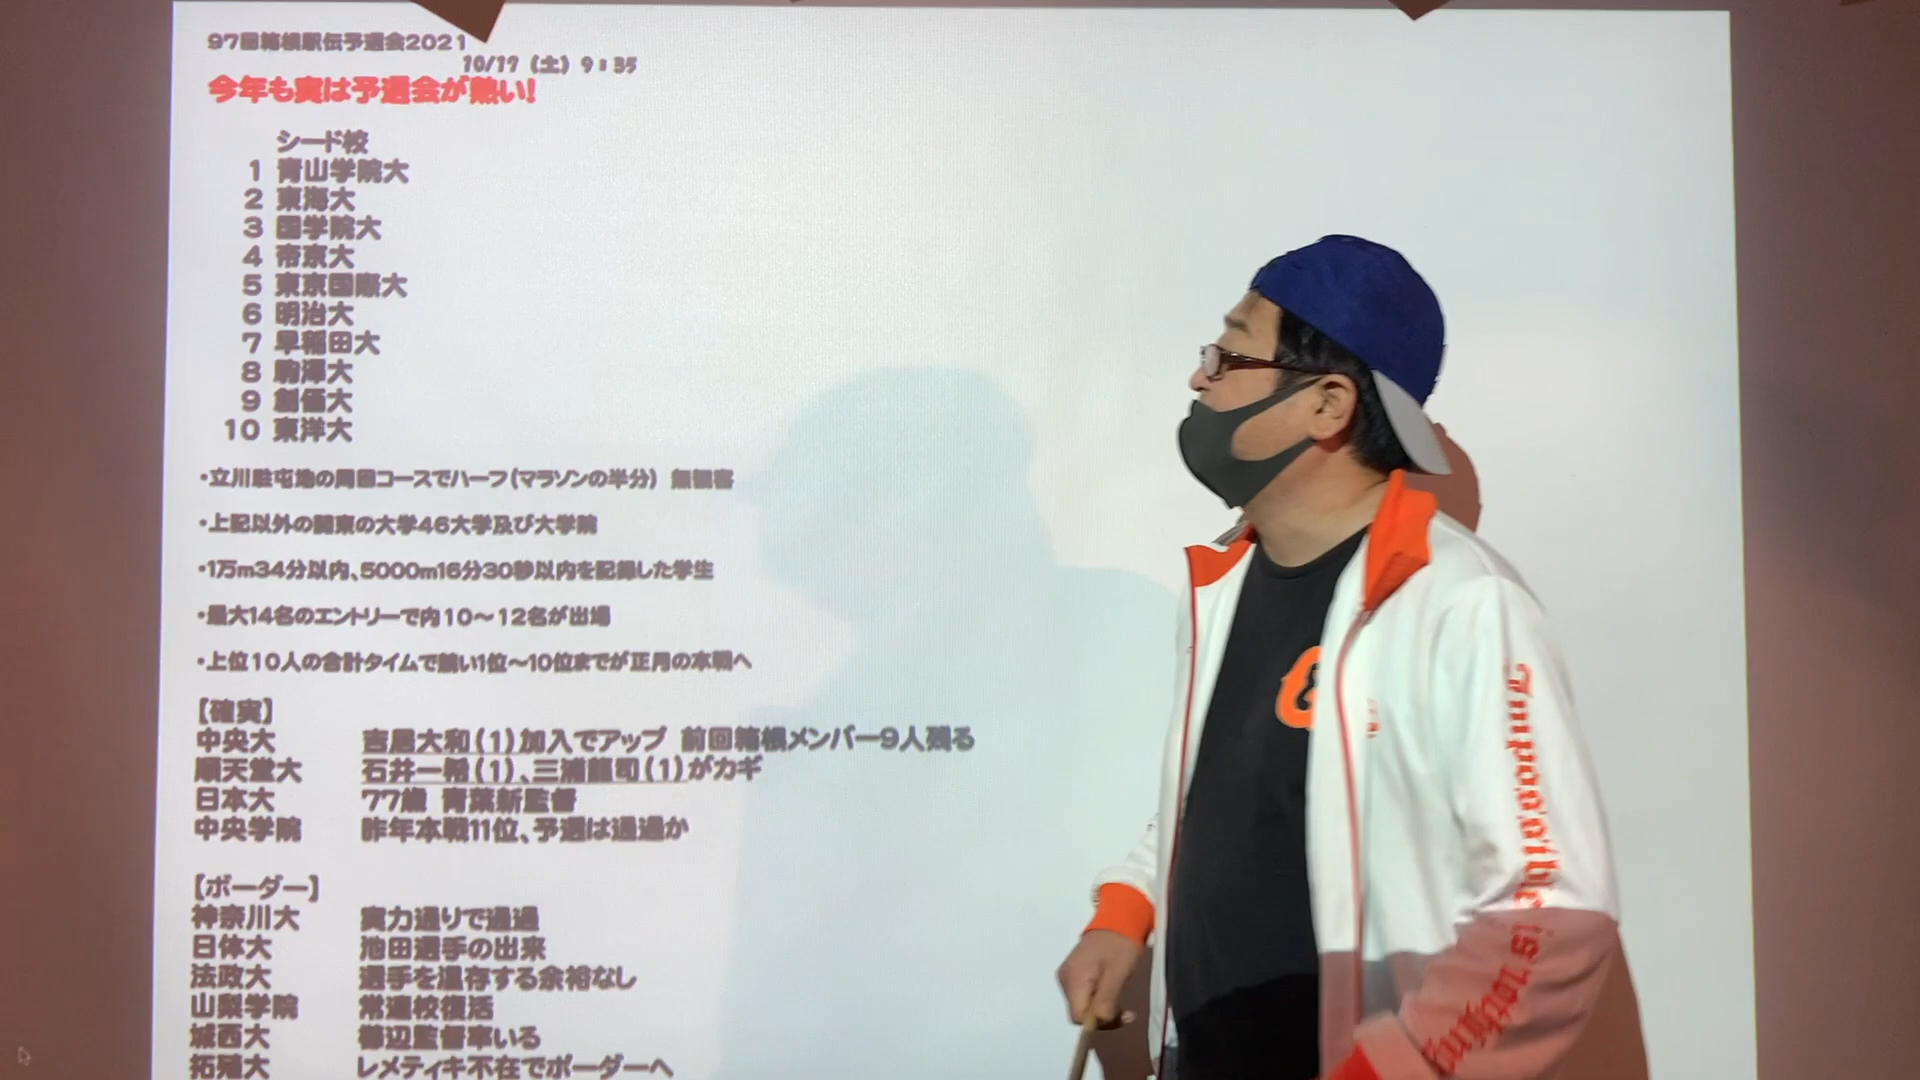 97回箱根駅伝予選会2021
10/17（土）9：35
今年も実は予選会が熱い！
シード校
1 青山学院大
2 東海大
3 国学院大
4 帝京大
5 東京国際大
6 明治大
7 早稲田大
8 駒澤大
9 創価大
10 東洋大
・立川駐屯地の周回コースでハーフ（マラソンの半分） 無観客
・上記以外の関東の大学46大学及び大学院
・1万m34分以内、5000m16分30秒以内を記録した学生
・最大14名のエントリーで内10～12名が出場
・上位10人の合計タイムで競い1位～10位までが正月の本戦へ
【確実】
中央大 吉居大和（1）加入でアップ 前回箱根メンバー9人残る
順天堂大 石井一希（1）、三浦龍司（1）がカギ
日本大 77歳 青葉新監督
中央学院 昨年本戦11位、予選は通過か
【ボーダー】
神奈川大 実力通りで通過
日体大 池田選手の出来
法政大 選手を温存する余裕なし
山梨学院 常連校復活
城西大 櫛辺監督率いる
拓殖大 レメティキ不在でボーダーへ
G
Impossible is nothing